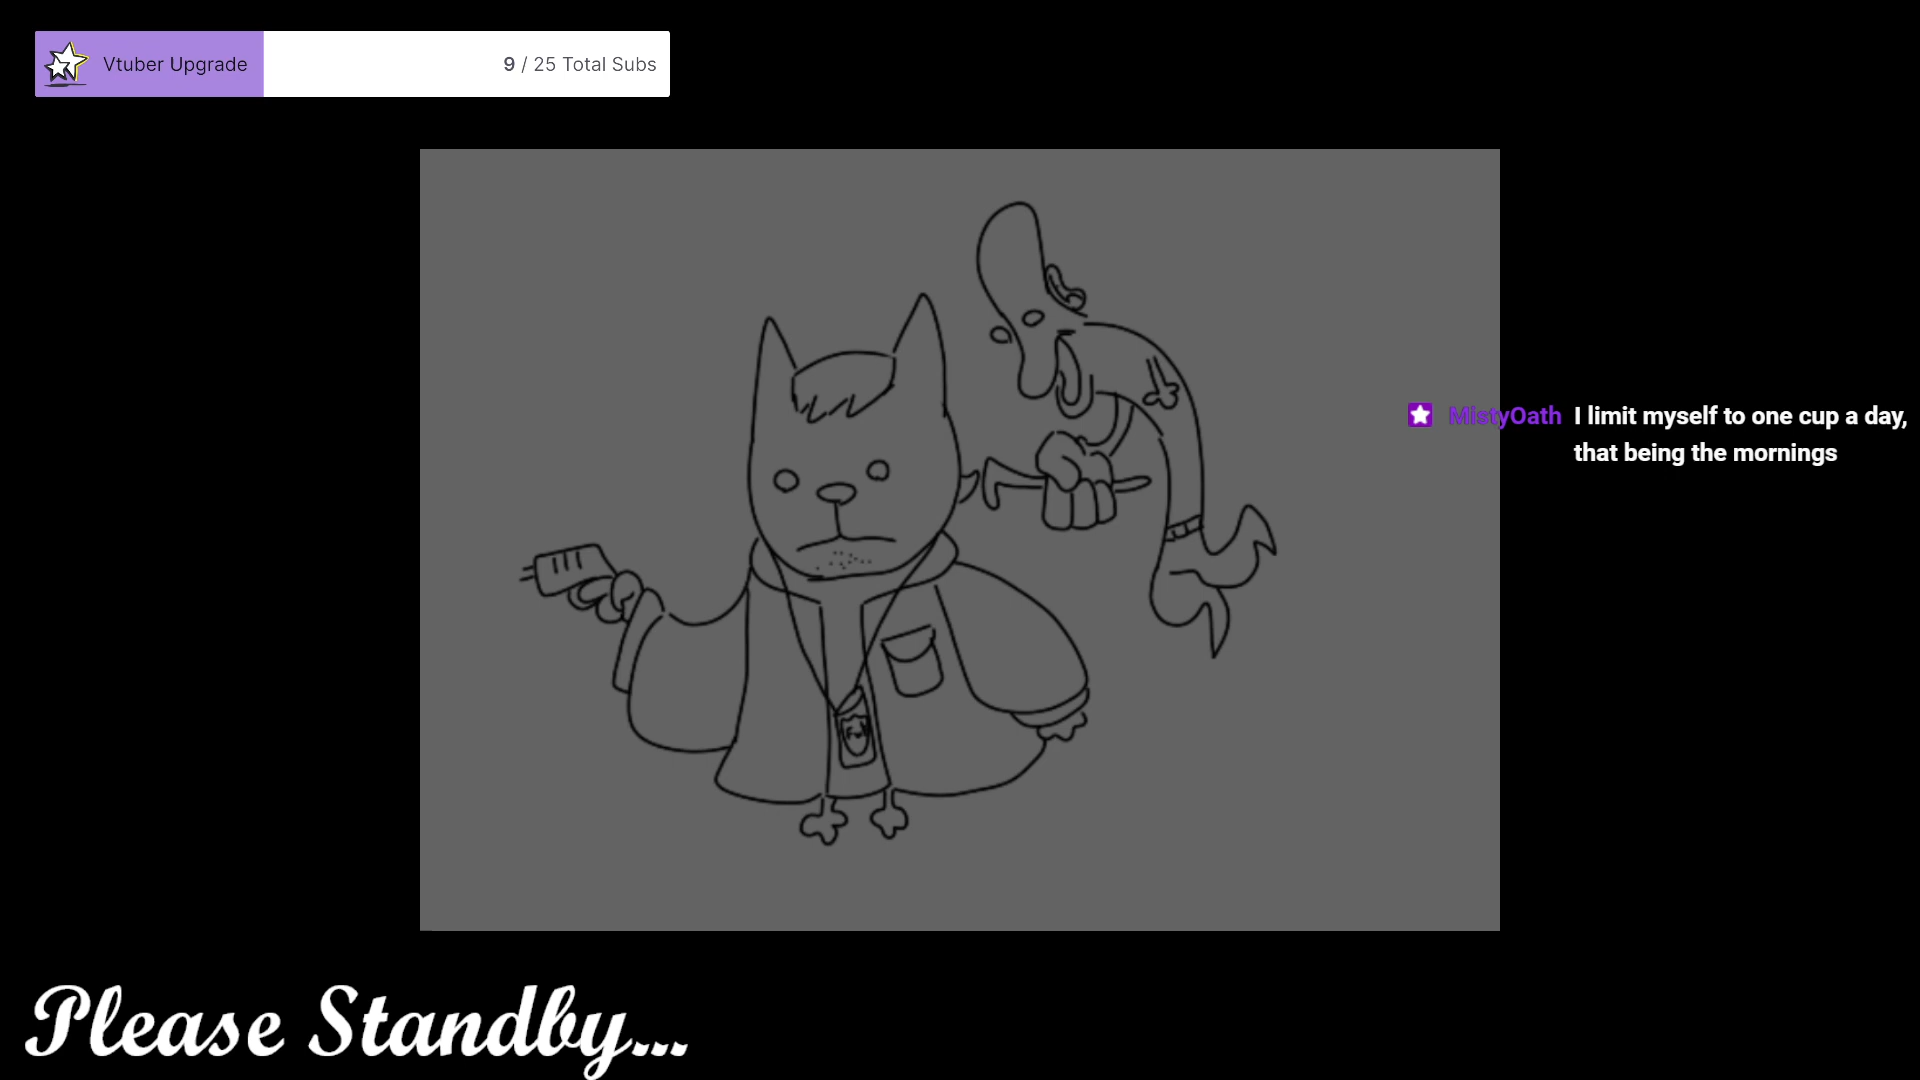 Vtuber Upgrade
9 / 25 Total Subs
MistyOath I limit myself to one cup a day,
that being the mornings
Please Standby...